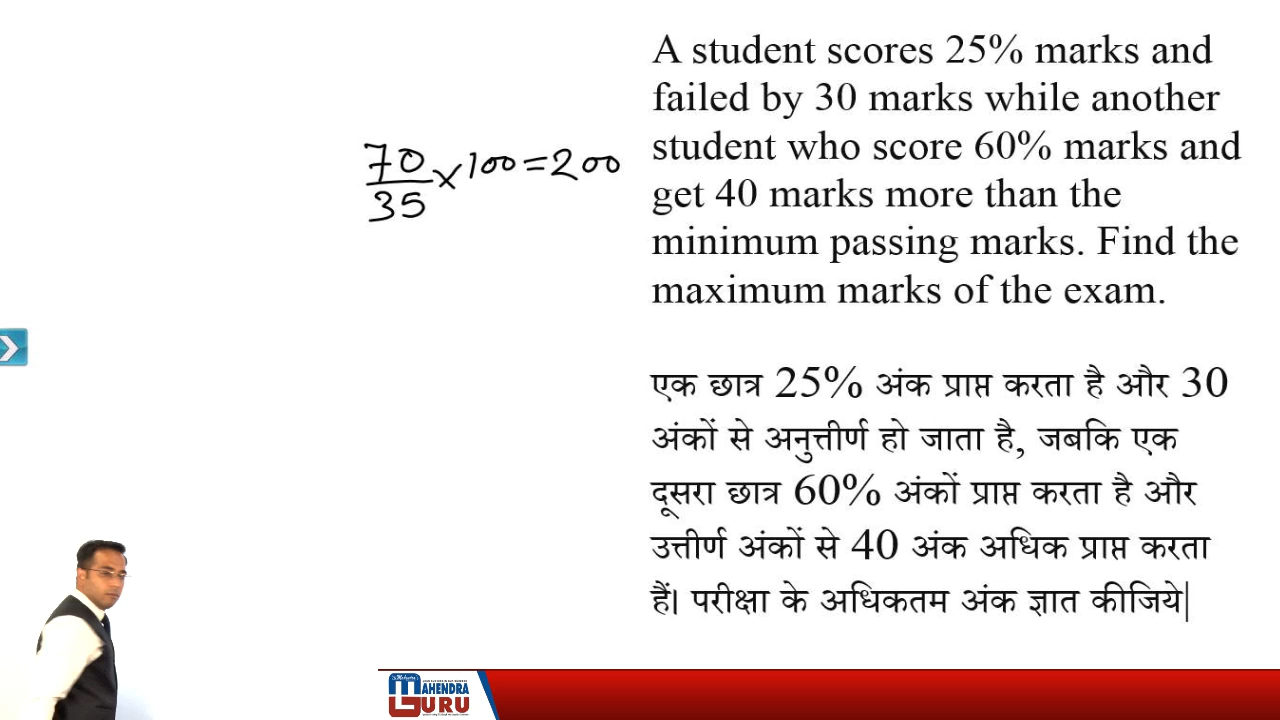 A student scores 25% marks and
failed by 30 marks while another
student who score 60% marks and
get 40 marks more than the
minimum passing marks. Find the
maximum marks of the exam.
70/35 × 100 = 200
एक छात्र 25% अंक प्राप्त करता है और 30
अंकों से अनुत्तीर्ण हो जाता है, जबकि एक
दूसरा छात्र 60% अंकों प्राप्त करता है और
उत्तीर्ण अंकों से 40 अंक अधिक प्राप्त करता
हैं। परीक्षा के अधिकतम अंक ज्ञात कीजिये|
MAHENDRA
GURU